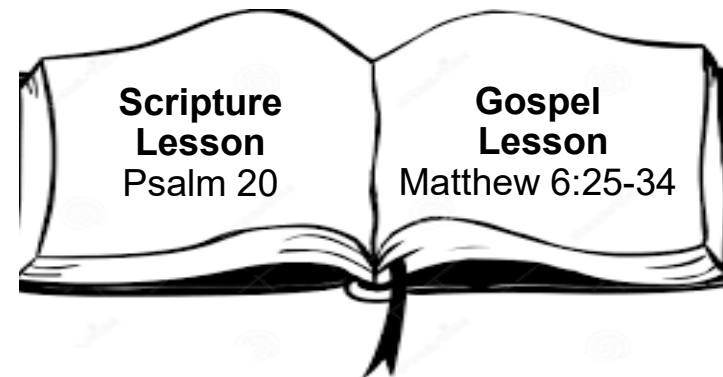 Scripture
Lesson
Psalm 20
Gospel
Lesson
Matthew 6:25-34